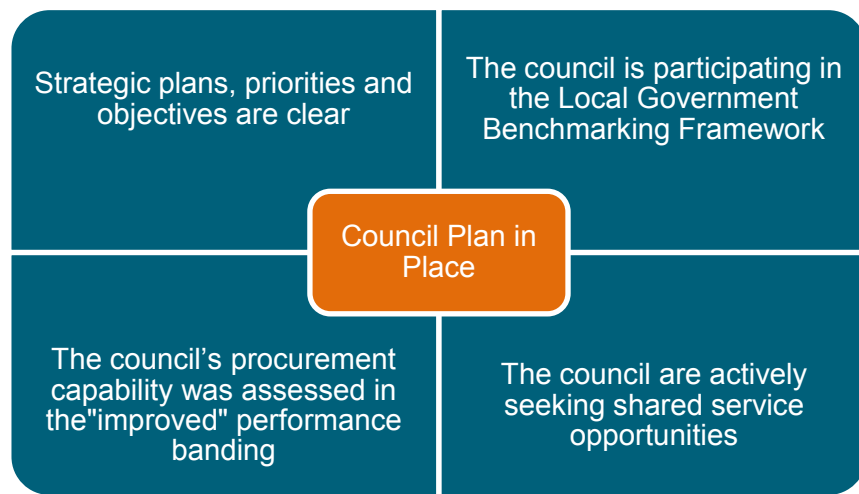 Strategic plans, priorities and
objectives are clear
The council is participating in
the Local Government
Benchmarking Framework
Council Plan in
Place
The council’s procurement
capability was assessed in
the"improved" performance
banding
The council are actively
seeking shared service
opportunities